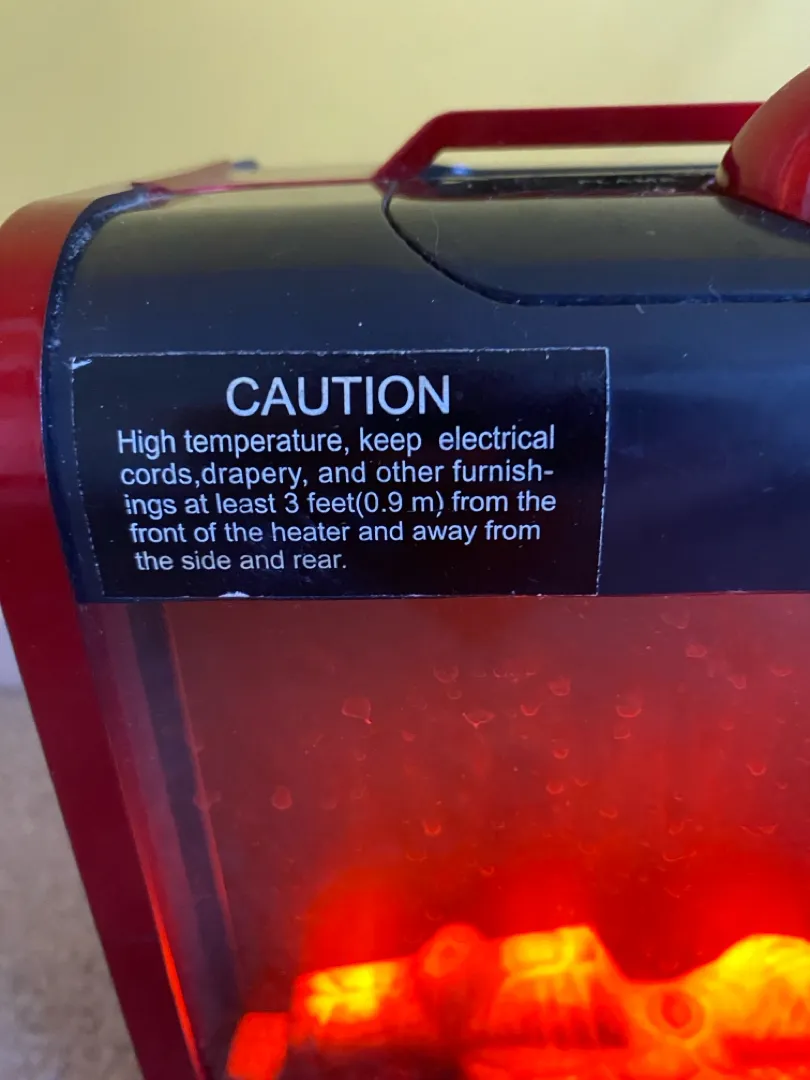 CAUTION
High temperature, keep electrical
cords,drapery, and other furnish-
ings at least 3 feet(0.9 m) from the
front of the heater and away from
the side and rear.